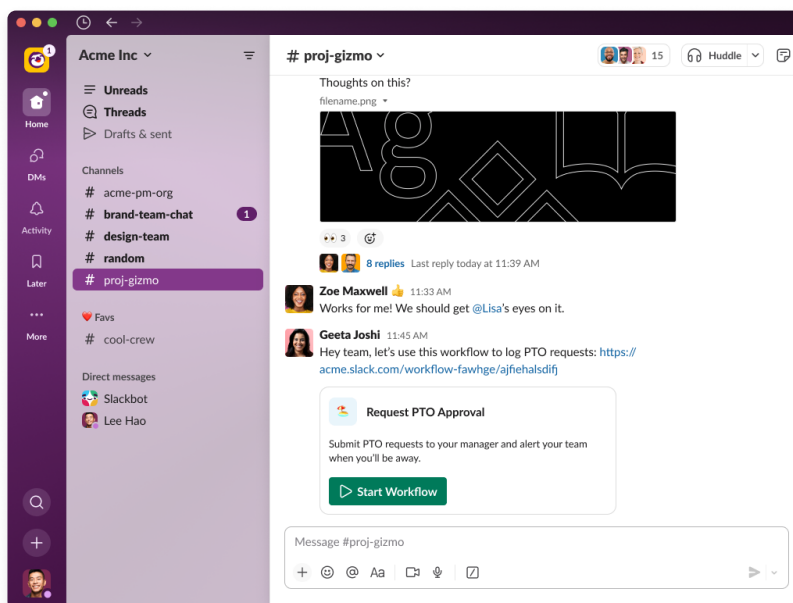 1
Home
DMs
Activity
Later
More
Acme Inc
Unreads
Threads
Drafts & sent
Channels
# acme-pm-org
# brand-team-chat 1
# design-team
# random
# proj-gizmo
Favs
# cool-crew
Direct messages
Slackbot
Lee Hao
# proj-gizmo
15
Huddle
Thoughts on this?
filename.png
Ag
3
8 replies Last reply today at 11:39 AM
Zoe Maxwell 👍 11:33 AM
Works for me! We should get @Lisa's eyes on it.
Geeta Joshi 11:45 AM
Hey team, let's use this workflow to log PTO requests: https://
acme.slack.com/workflow-fawhge/ajfiehalsdifj
Request PTO Approval
Submit PTO requests to your manager and alert your team
when you'll be away.
Start Workflow
Message #proj-gizmo
Aa